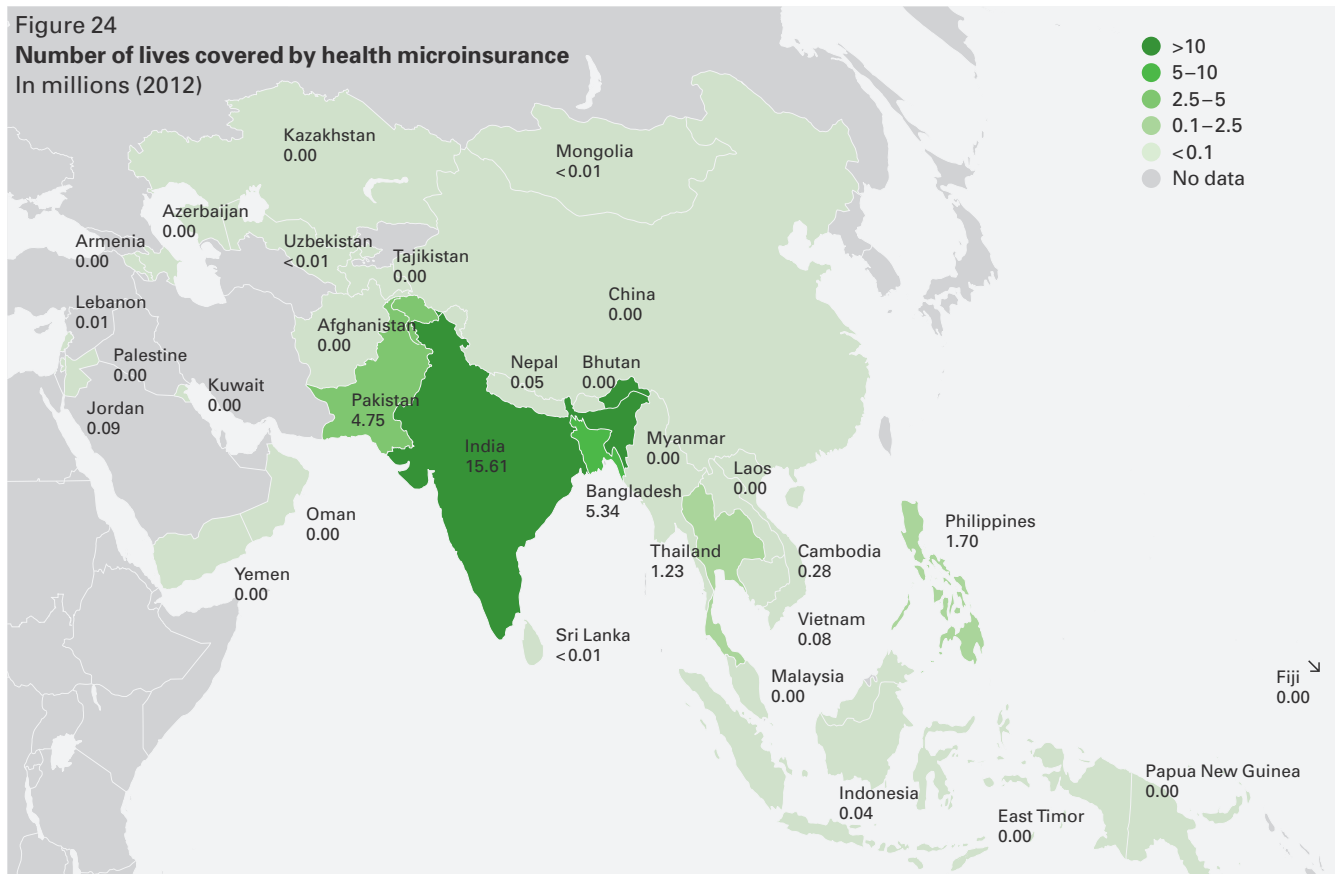 Figure 24
Number of lives covered by health microinsurance
In millions (2012)
>10
5–10
2.5–5
0.1–2.5
<0.1
No data
Kazakhstan
0.00
Mongolia
<0.01
Azerbaijan
0.00
Armenia
0.00
Uzbekistan
<0.01
Tajikistan
0.00
Lebanon
0.01
China
0.00
Afghanistan
0.00
Palestine
0.00
Nepal
0.05
Bhutan
0.00
Kuwait
0.00
Jordan
0.09
Pakistan
4.75
India
15.61
Myanmar
0.00
Laos
0.00
Bangladesh
5.34
Oman
0.00
Philippines
1.70
Thailand
1.23
Cambodia
0.28
Yemen
0.00
Vietnam
0.08
Sri Lanka
<0.01
Malaysia
0.00
Fiji
0.00
Indonesia
0.04
Papua New Guinea
0.00
East Timor
0.00